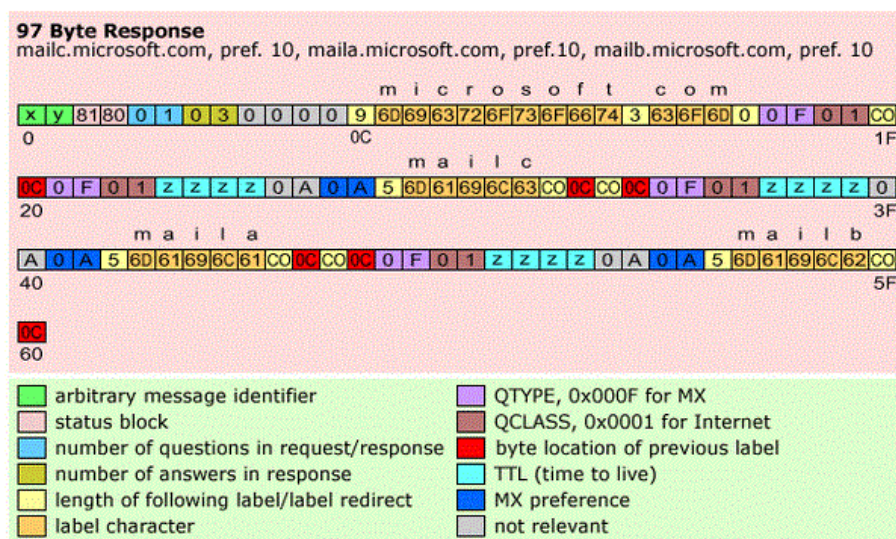 97 Byte Response
mailc.microsoft.com, pref. 10, maila.microsoft.com, pref.10, mailb.microsoft.com, pref. 10
m i c r o s o f t c o m
x y 81 80 0 1 0 3 0 0 0 0 9 6D 69 63 72 6F 73 6F 66 74 3 63 6F 6D 0 0 F 0 1 CO
0 0C 1F
m a i l c
0C 0 F 0 1 z z z z 0 A 0 A 5 6D 61 69 6C 63 CO 0C CO 0C 0 F 0 1 z z z z 0
20 3F
m a i l a m a i l b
A 0 A 5 6D 61 69 6C 61 CO 0C CO 0C 0 F 0 1 z z z z 0 A 0 A 5 6D 61 69 6C 62 CO
40 5F
0C
60
arbitrary message identifier
status block
number of questions in request/response
number of answers in response
length of following label/label redirect
label character
QTYPE, 0x000F for MX
QCLASS, 0x0001 for Internet
byte location of previous label
TTL (time to live)
MX preference
not relevant